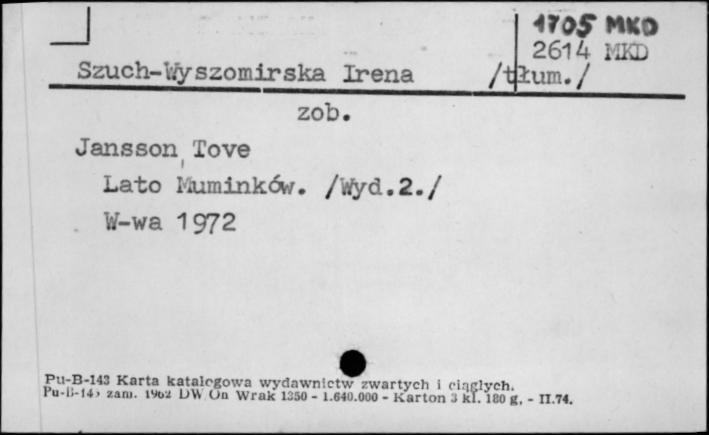 1705 MKD
2614 MKD
Szuch-Wyszomirska Irena /tłum./
zob.
Jansson, Tove
Lato Muminków. /Wyd.2./
W-wa 1972
Pu-B-143 Karta katalogowa wydawnictw zwartych i ciągłych.
Pu-B-143 zam. 1962 DW On Wrak 1350 - 1.640.000 - Karton 3 kl. 180 g. - II.74.